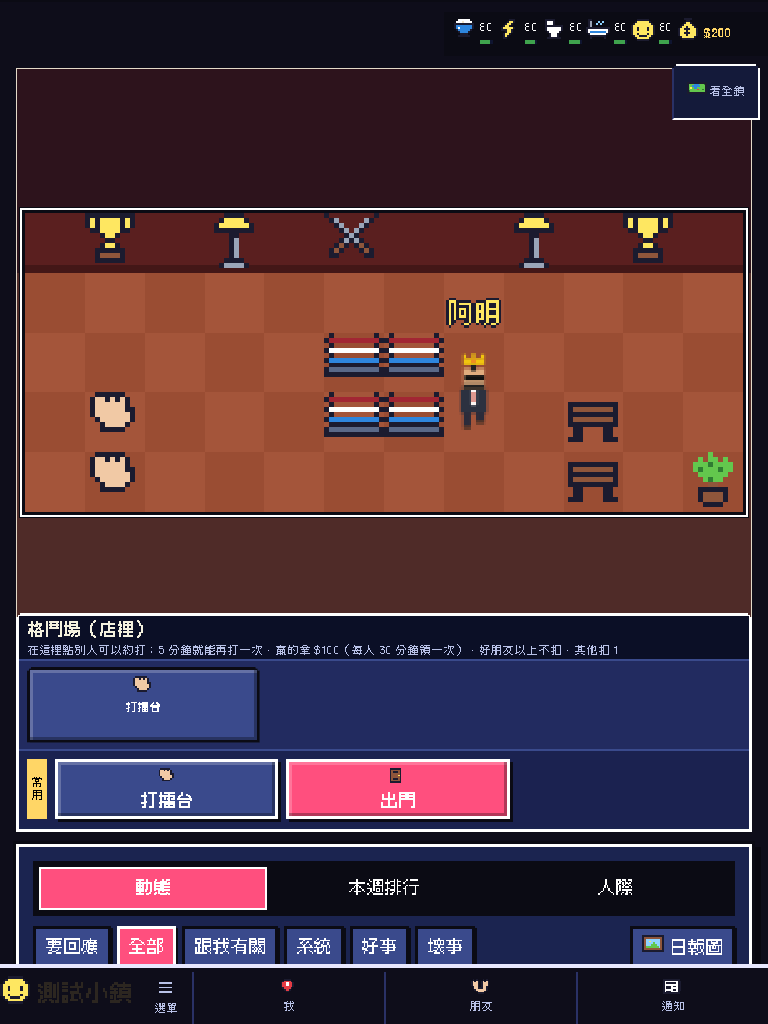 80 80 80 80 80 $200
看全鎮
阿明
格鬥場（店裡）
在這裡點別人可以約打：5 分鐘就能再打一次 · 贏的拿 $100（每人 30 分鐘領一次） · 好朋友以上不扣 · 其他扣 1
打擂台
常用
打擂台
出門
動態
本週排行
人際
要回應
全部
跟我有關
系統
好事
壞事
日報圖
測試小鎮
選單
我
朋友
通知